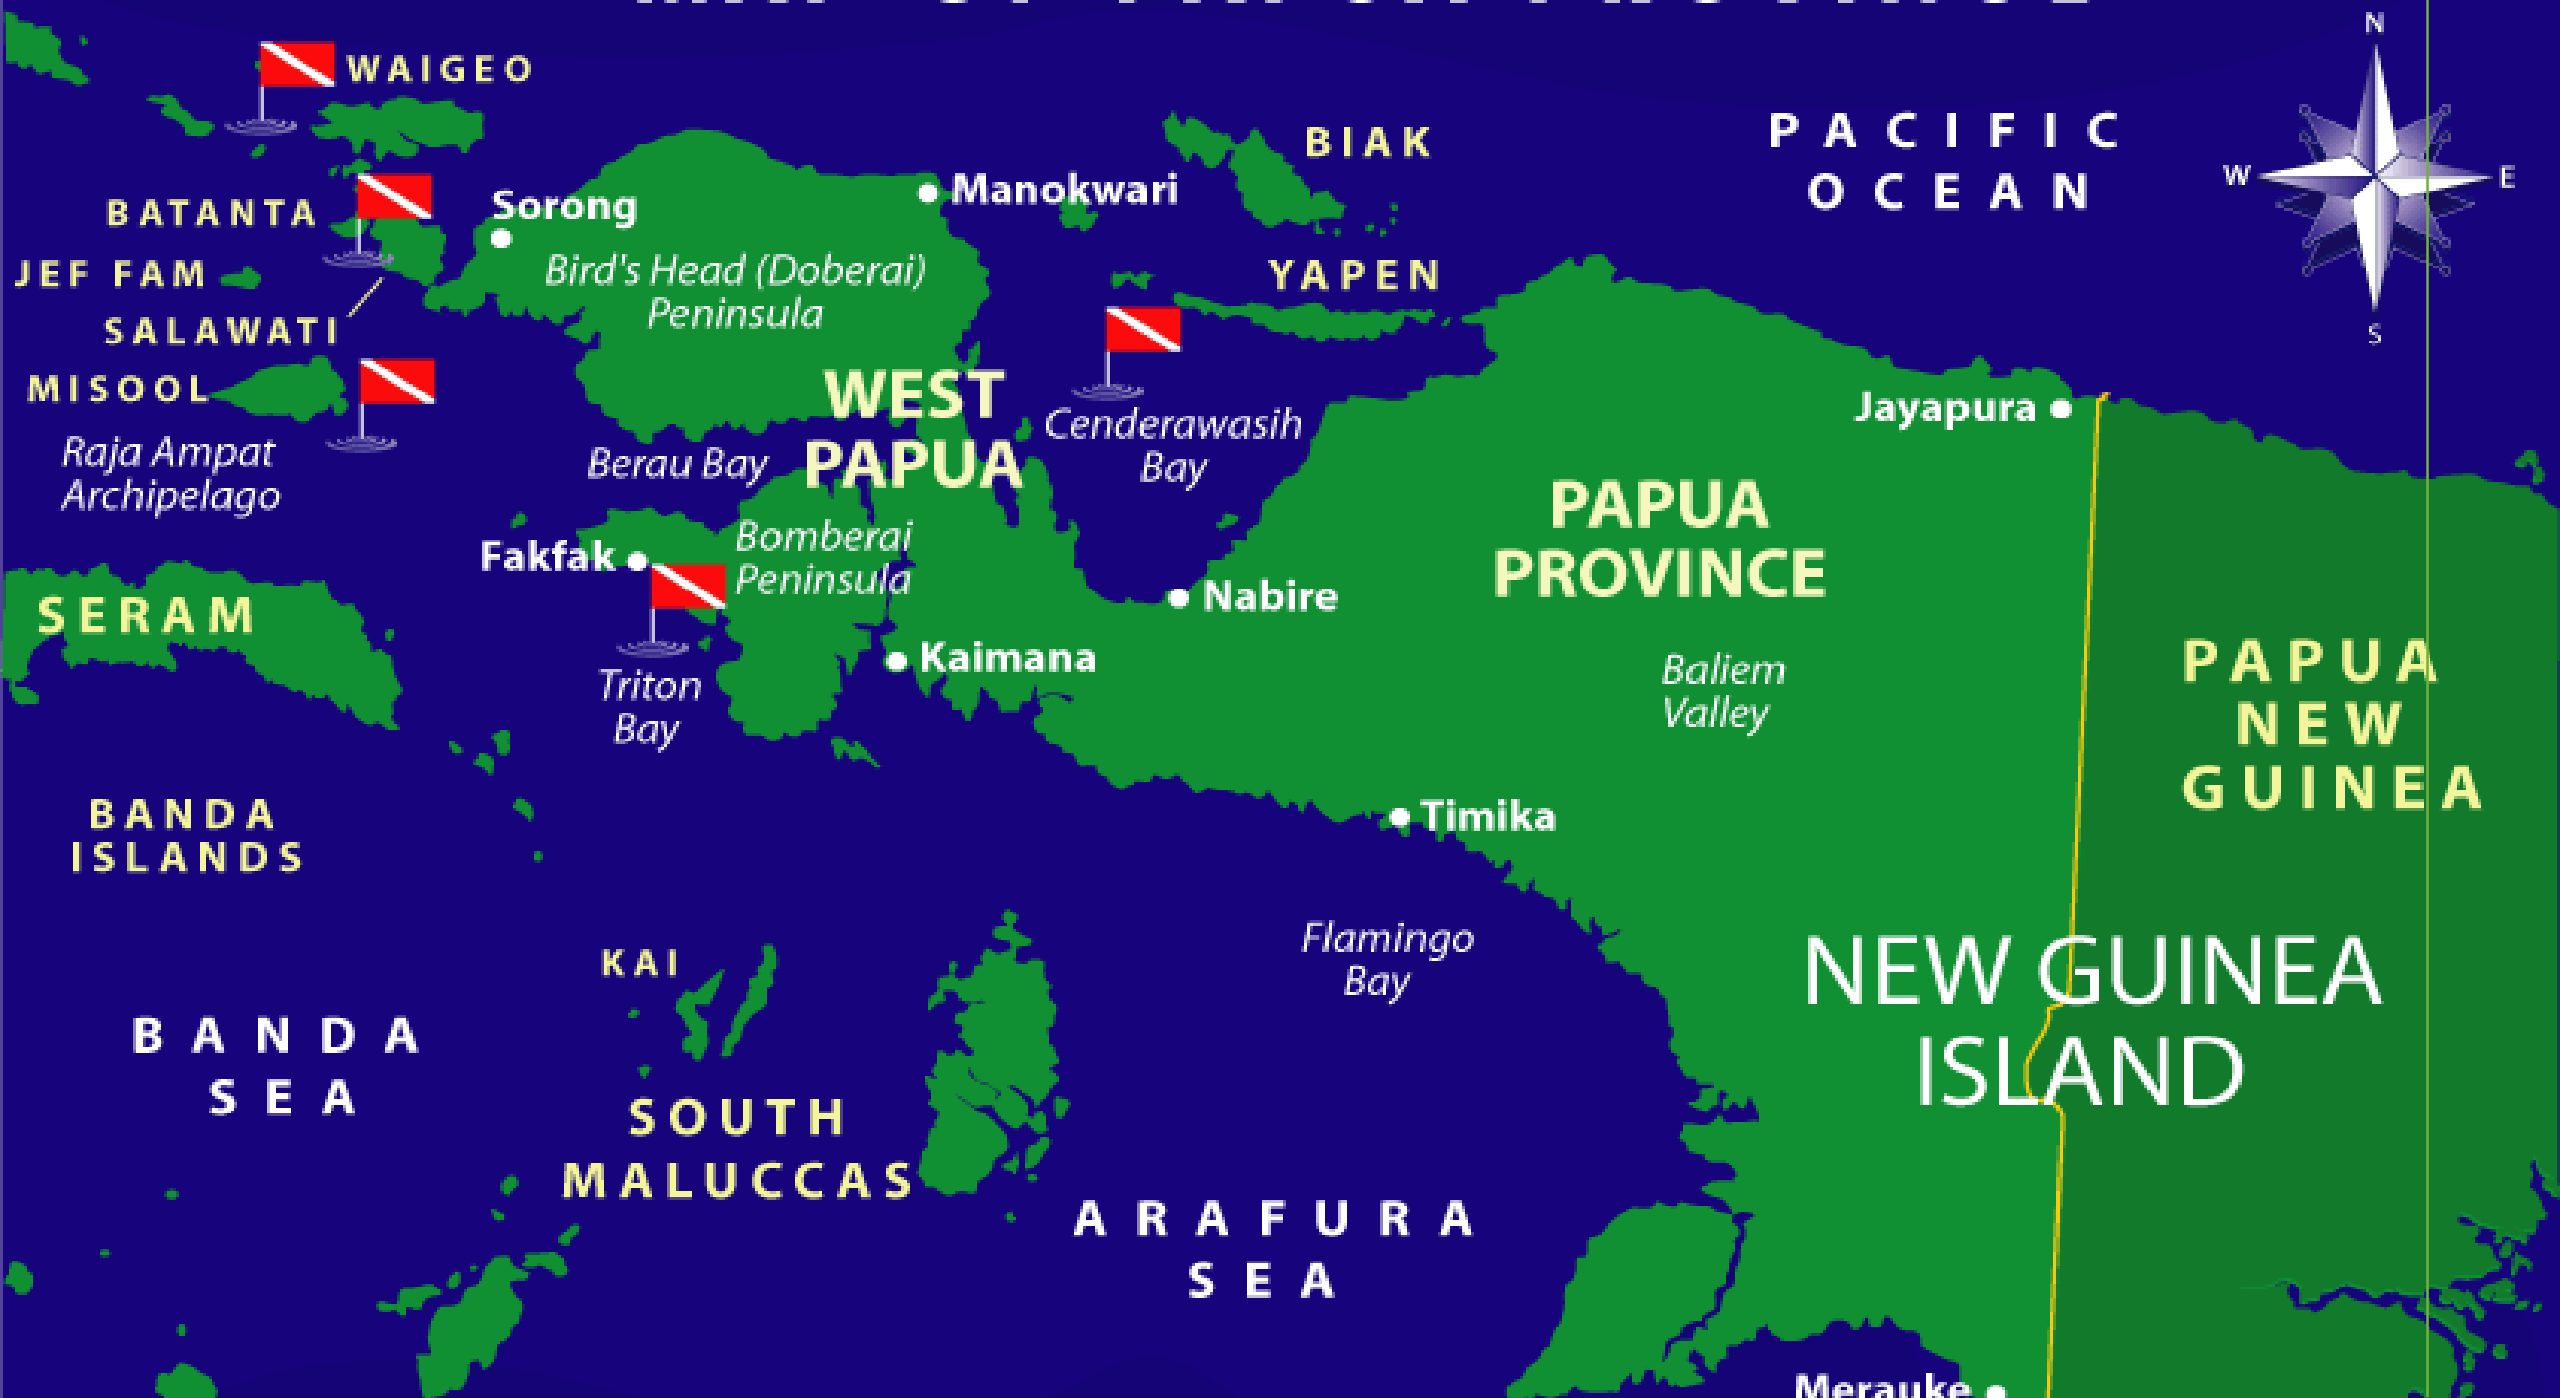 N
WAIGEO
PACIFIC
OCEAN
BIAK
W
E
Manokwari
Sorong
BATANTA
Bird's Head (Doberai)
Peninsula
JEF FAM
YAPEN
SALAWATI
S
MISOOL
WEST
PAPUA
Jayapura
Cenderawasih
Bay
Raja Ampat
Archipelago
Berau Bay
PAPUA
PROVINCE
Bomberai
Peninsula
Fakfak
Nabire
SERAM
Kaimana
Baliem
Valley
PAPUA
NEW
GUINEA
Triton
Bay
BANDA
ISLANDS
Timika
Flamingo
Bay
KAI
NEW GUINEA
ISLAND
BANDA
SEA
SOUTH
MALUCCAS
ARAFURA
SEA
Merauke